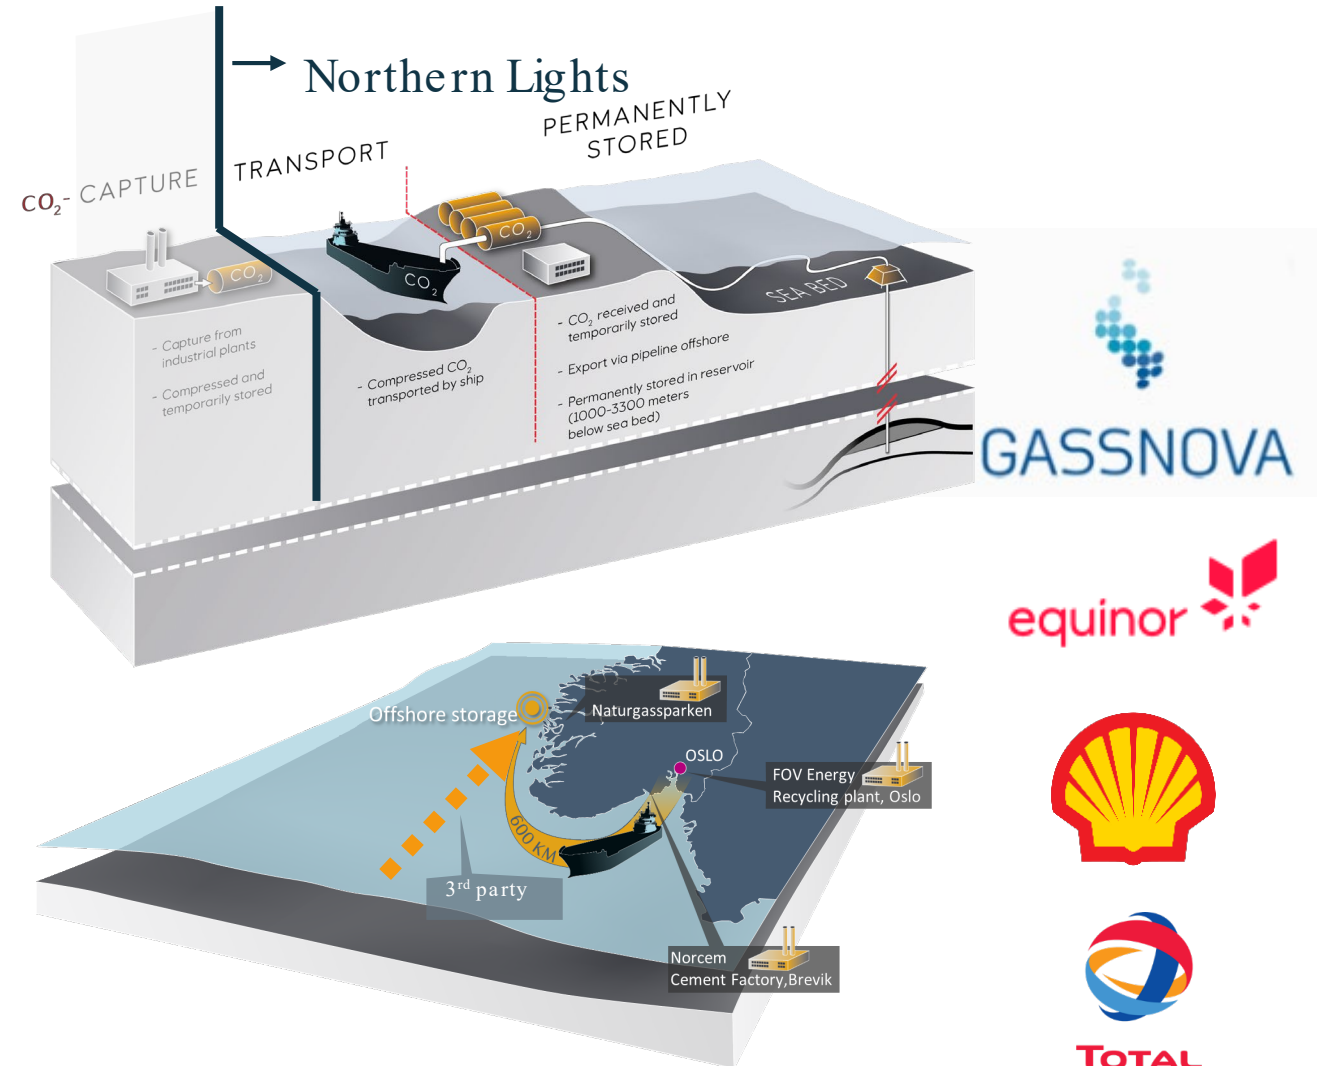 Northern Lights
CO₂- CAPTURE
TRANSPORT
PERMANENTLY
STORED
CO₂
CO₂
CO₂
SEA BED
- Capture from
industrial plants
- Compressed and
temporarily stored
- Compressed CO₂
transported by ship
- CO₂ received and
temporarily stored
- Export via pipeline offshore
- Permanently stored in reservoir
(1000-3300 meters
below sea bed)
GASSNOVA
equinor
Offshore storage
Naturgassparken
OSLO
FOV Energy
Recycling plant, Oslo
600 KM
3rd party
Norcem
Cement Factory,Brevik
TOTAL